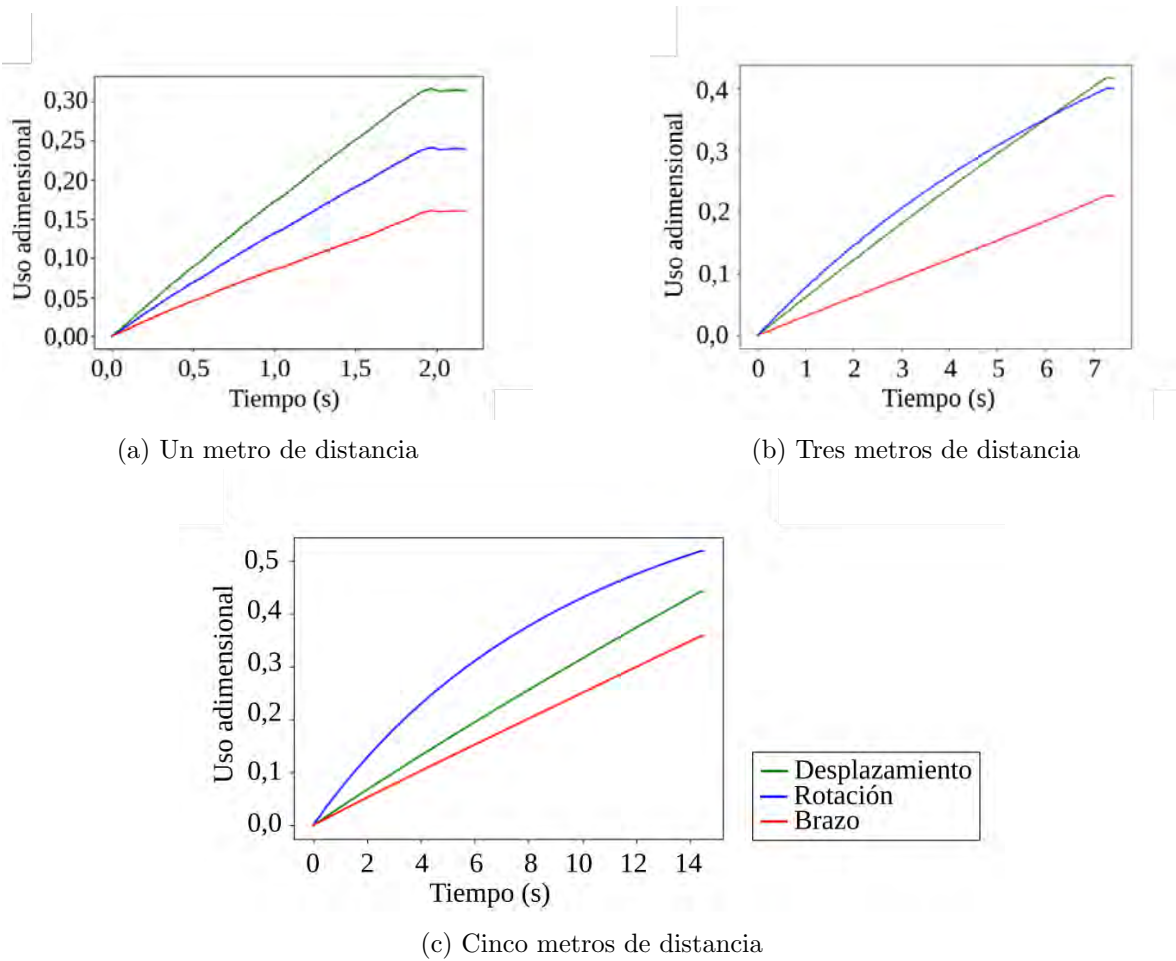 Uso adimensional
0,30
0,25
0,20
0,15
0,10
0,05
0,00
0,0 0,5 1,0 1,5 2,0
Tiempo (s)
(a) Un metro de distancia
Uso adimensional
0,4
0,3
0,2
0,1
0,0
0 1 2 3 4 5 6 7
Tiempo (s)
(b) Tres metros de distancia
Uso adimensional
0,5
0,4
0,3
0,2
0,1
0,0
0 2 4 6 8 10 12 14
Tiempo (s)
Desplazamiento
Rotación
Brazo
(c) Cinco metros de distancia